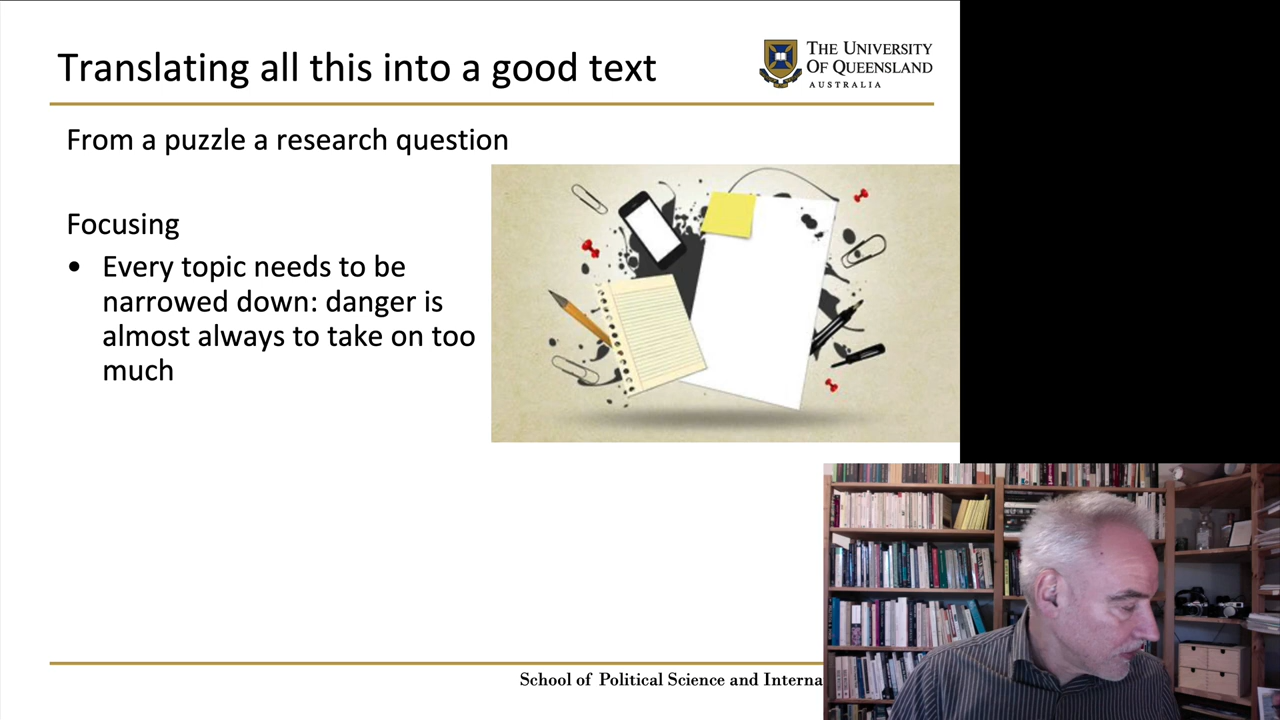 Translating all this into a good text
THE UNIVERSITY
OF QUEENSLAND
AUSTRALIA
From a puzzle a research question
Focusing
• Every topic needs to be
narrowed down: danger is
almost always to take on too
much
School of Political Science and Interna